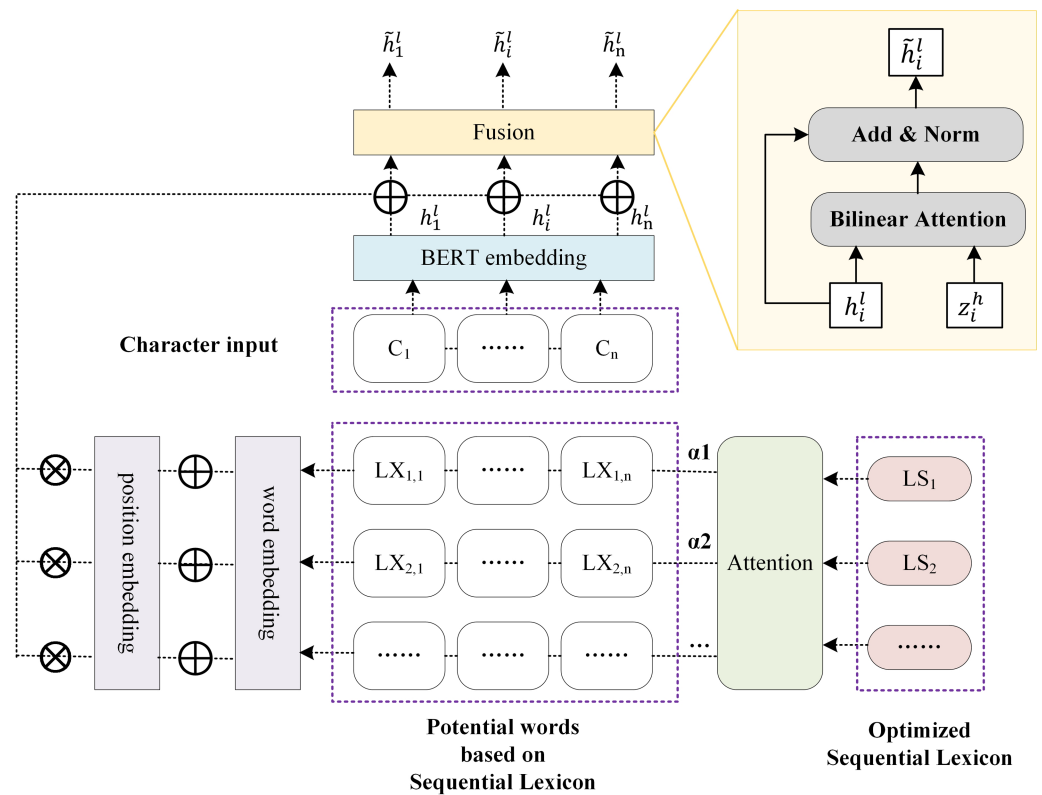 h̃₁ˡ h̃ᵢˡ h̃ₙˡ
Fusion
h₁ˡ hᵢˡ hₙˡ
BERT embedding
C₁ …… Cₙ
Character input
h̃ᵢˡ
Add & Norm
Bilinear Attention
hᵢˡ zᵢʰ
position embedding
word embedding
LX₁,₁ …… LX₁,ₙ
LX₂,₁ …… LX₂,ₙ
…… …… ……
α1
α2
...
Attention
LS₁
LS₂
……
Potential words
based on
Sequential Lexicon
Optimized
Sequential Lexicon